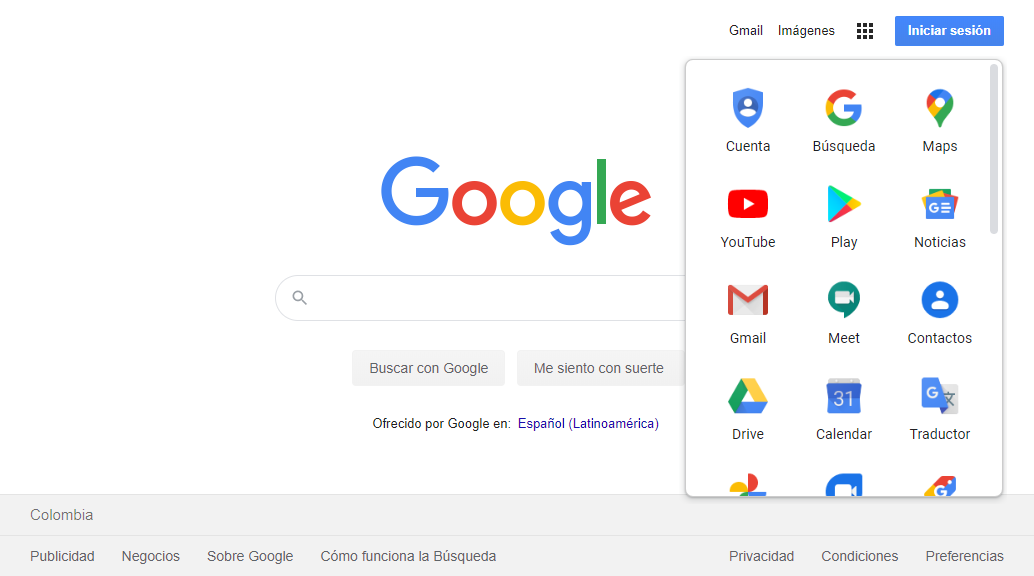 Gmail Imágenes Iniciar sesión
Google
Buscar con Google Me siento con suerte
Ofrecido por Google en: Español (Latinoamérica)
Cuenta Búsqueda Maps
YouTube Play Noticias
Gmail Meet Contactos
31
Drive Calendar Traductor
Colombia
Publicidad Negocios Sobre Google Cómo funciona la Búsqueda Privacidad Condiciones Preferencias